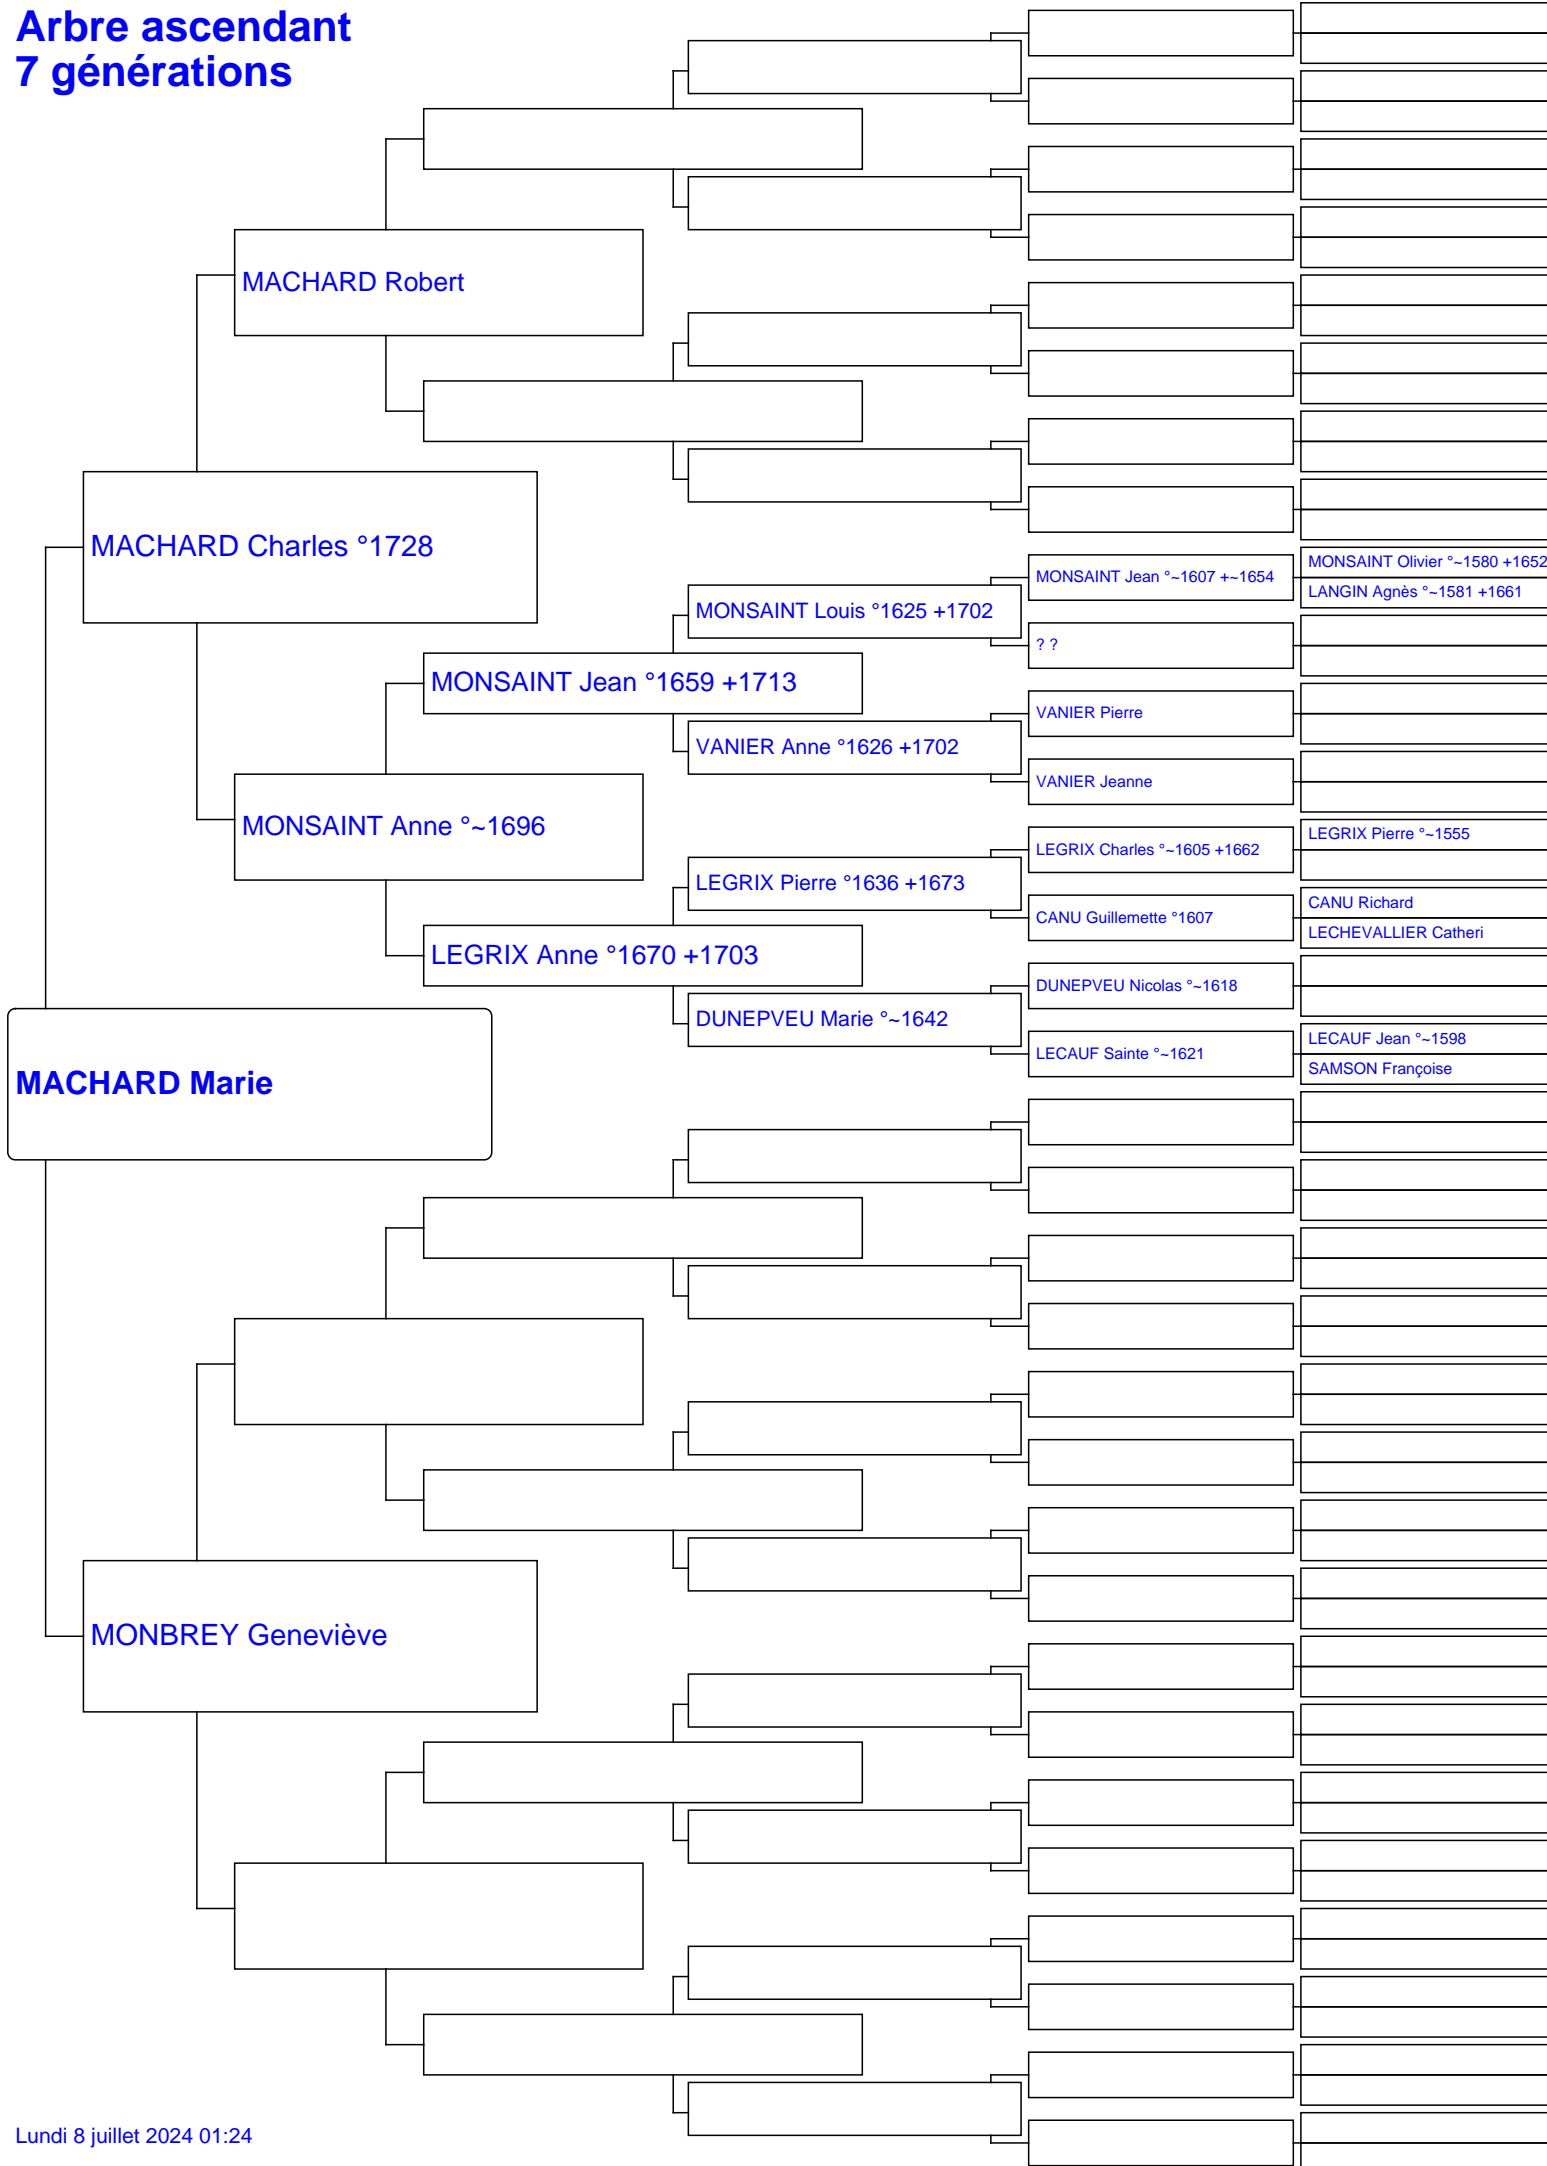 Arbre ascendant
7 générations
MACHARD Robert
MACHARD Charles °1728
MONSAINT Olivier °~1580 +1652
MONSAINT Jean °~1607 +~1654
LANGIN Agnès °~1581 +1661
MONSAINT Louis °1625 +1702
? ?
MONSAINT Jean °1659 +1713
VANIER Pierre
VANIER Anne °1626 +1702
VANIER Jeanne
MONSAINT Anne °~1696
LEGRIX Pierre °~1555
LEGRIX Charles °~1605 +1662
LEGRIX Pierre °1636 +1673
CANU Richard
CANU Guillemette °1607
LECHEVALLIER Catheri
LEGRIX Anne °1670 +1703
DUNEPVEU Nicolas °~1618
DUNEPVEU Marie °~1642
LECAUF Jean °~1598
LECAUF Sainte °~1621
SAMSON Françoise
MACHARD Marie
MONBREY Geneviève
Lundi 8 juillet 2024 01:24